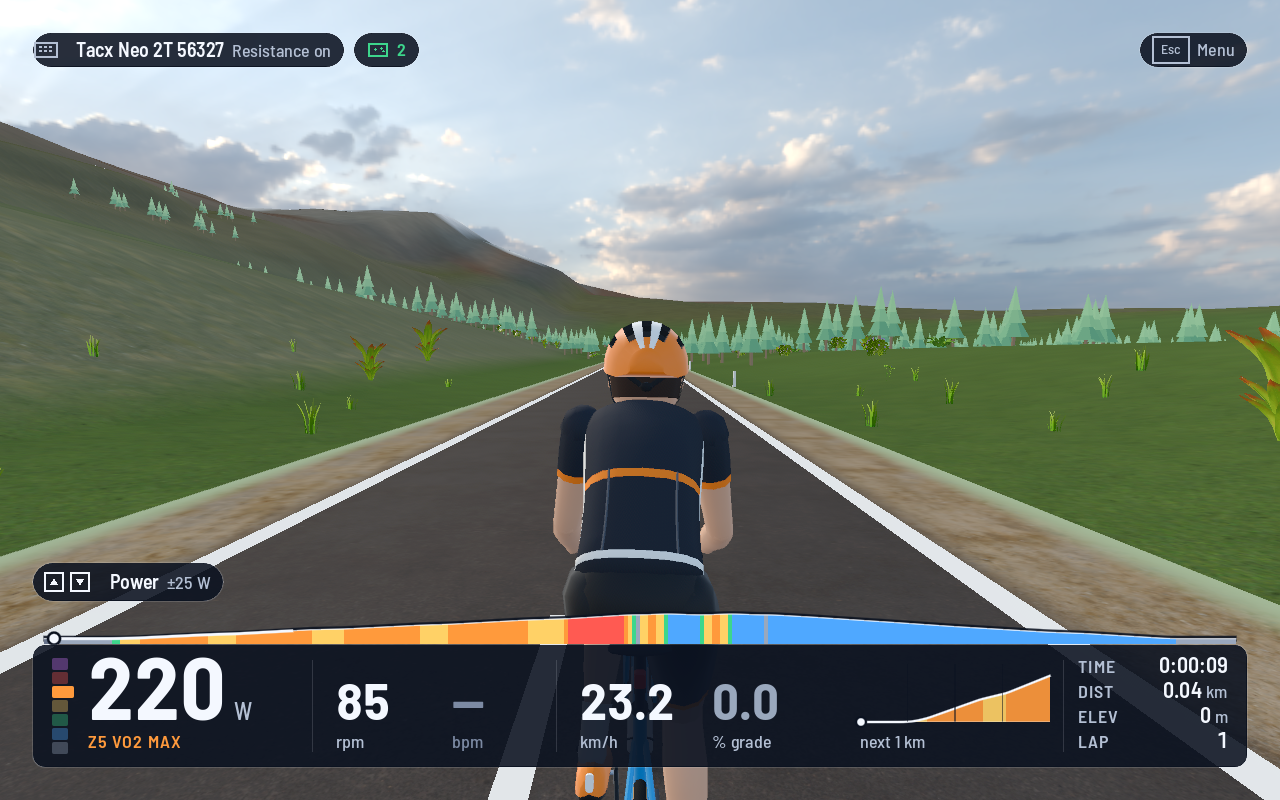 Tacx Neo 2T 56327 Resistance on
2
Esc Menu
Power ±25 W
220 W
Z5 VO2 MAX
85
rpm
–
bpm
23.2
km/h
0.0
% grade
next 1 km
TIME 0:00:09
DIST 0.04 km
ELEV 0 m
LAP 1